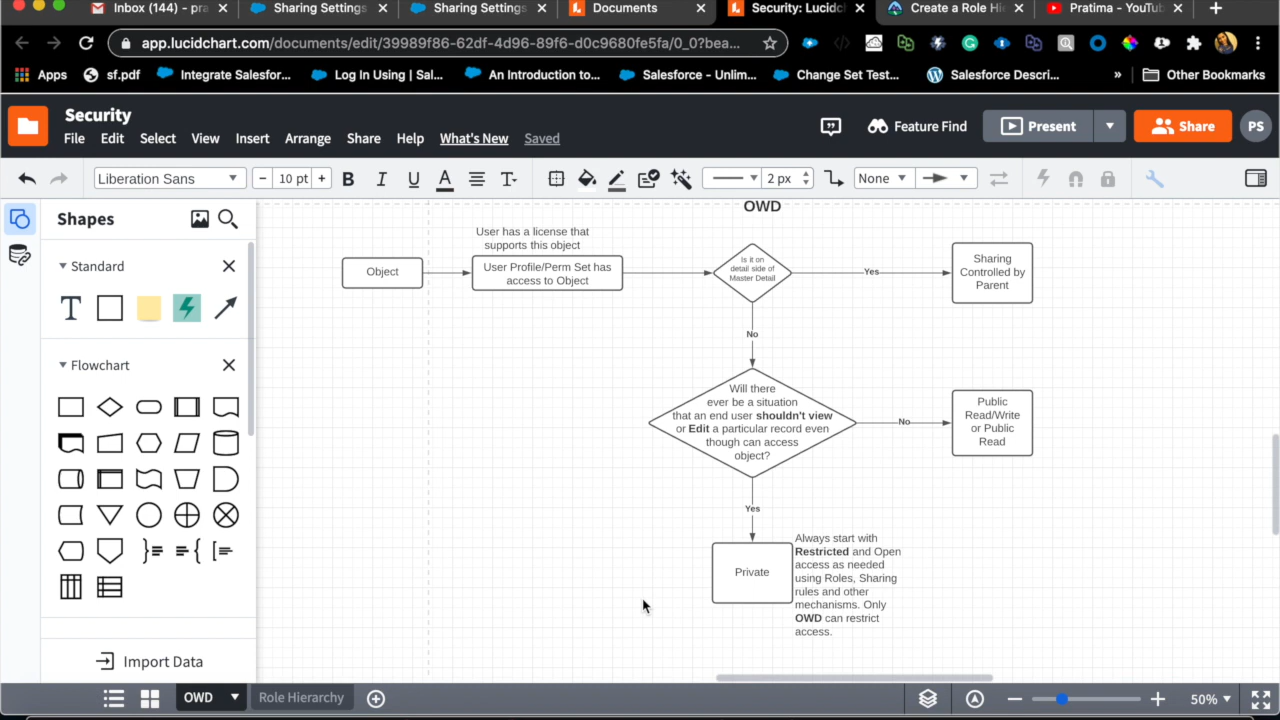 Inbox (144) - pra
Sharing Settings
Sharing Settings
Documents
Security: Lucidc
Create a Role Hi
Pratima - YouTub
app.lucidchart.com/documents/edit/39989f86-62df-4d96-89f6-d0c9680fe5fa/0_0?bea...
Apps
sf.pdf
Integrate Salesfor...
Log In Using | Sal...
An Introduction to...
Salesforce - Unlim...
Change Set Test...
Salesforce Descri...
»
Other Bookmarks
Security
File Edit Select View Insert Arrange Share Help What's New Saved
Feature Find
Present
Share
PS
Liberation Sans
− 10 pt +
B I U A T
2 px
None
Shapes
Standard
T
Flowchart
Import Data
OWD
User has a license that
supports this object
Object
User Profile/Perm Set has
access to Object
Is it on
detail side of
Master Detail
Yes
Sharing
Controlled by
Parent
No
Will there
ever be a situation
that an end user shouldn't view
or Edit a particular record even
though can access
object?
No
Public
Read/Write
or Public
Read
Yes
Private
Always start with
Restricted and Open
access as needed
using Roles, Sharing
rules and other
mechanisms. Only
OWD can restrict
access.
OWD
Role Hierarchy
50%